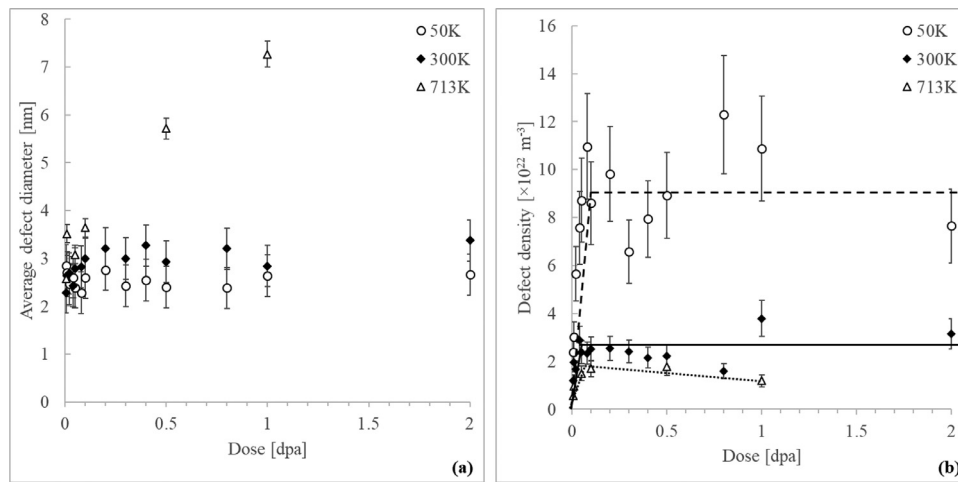 8
7
6
5
4
3
2
1
0
Average defect diameter [nm]
50K
300K
713K
0 0.5 1 1.5 2
Dose [dpa]
(a)
16
14
12
10
8
6
4
2
0
Defect density [×10²² m⁻³]
50K
300K
713K
0 0.5 1 1.5 2
Dose [dpa]
(b)